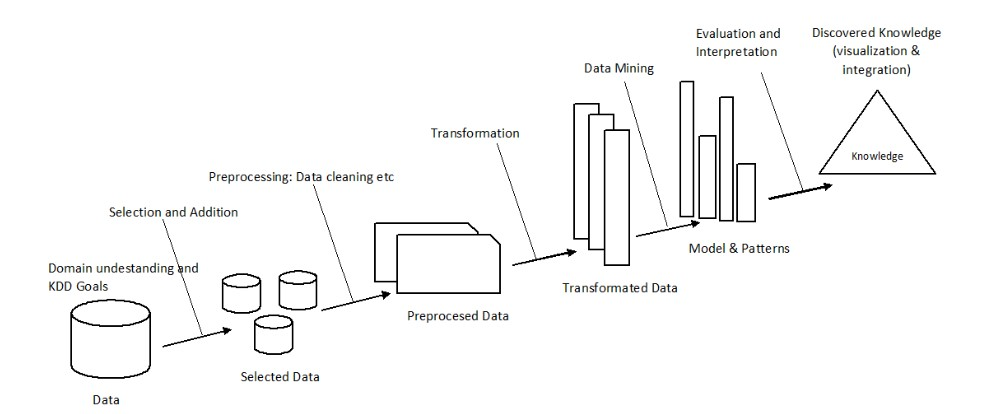 Evaluation and
Interpretation
Discovered Knowledge
(visualization &
integration)
Data Mining
Transformation
Knowledge
Preprocessing: Data cleaning etc
Selection and Addition
Model & Patterns
Domain undestanding and
KDD Goals
Transformated Data
Preprocesed Data
Selected Data
Data